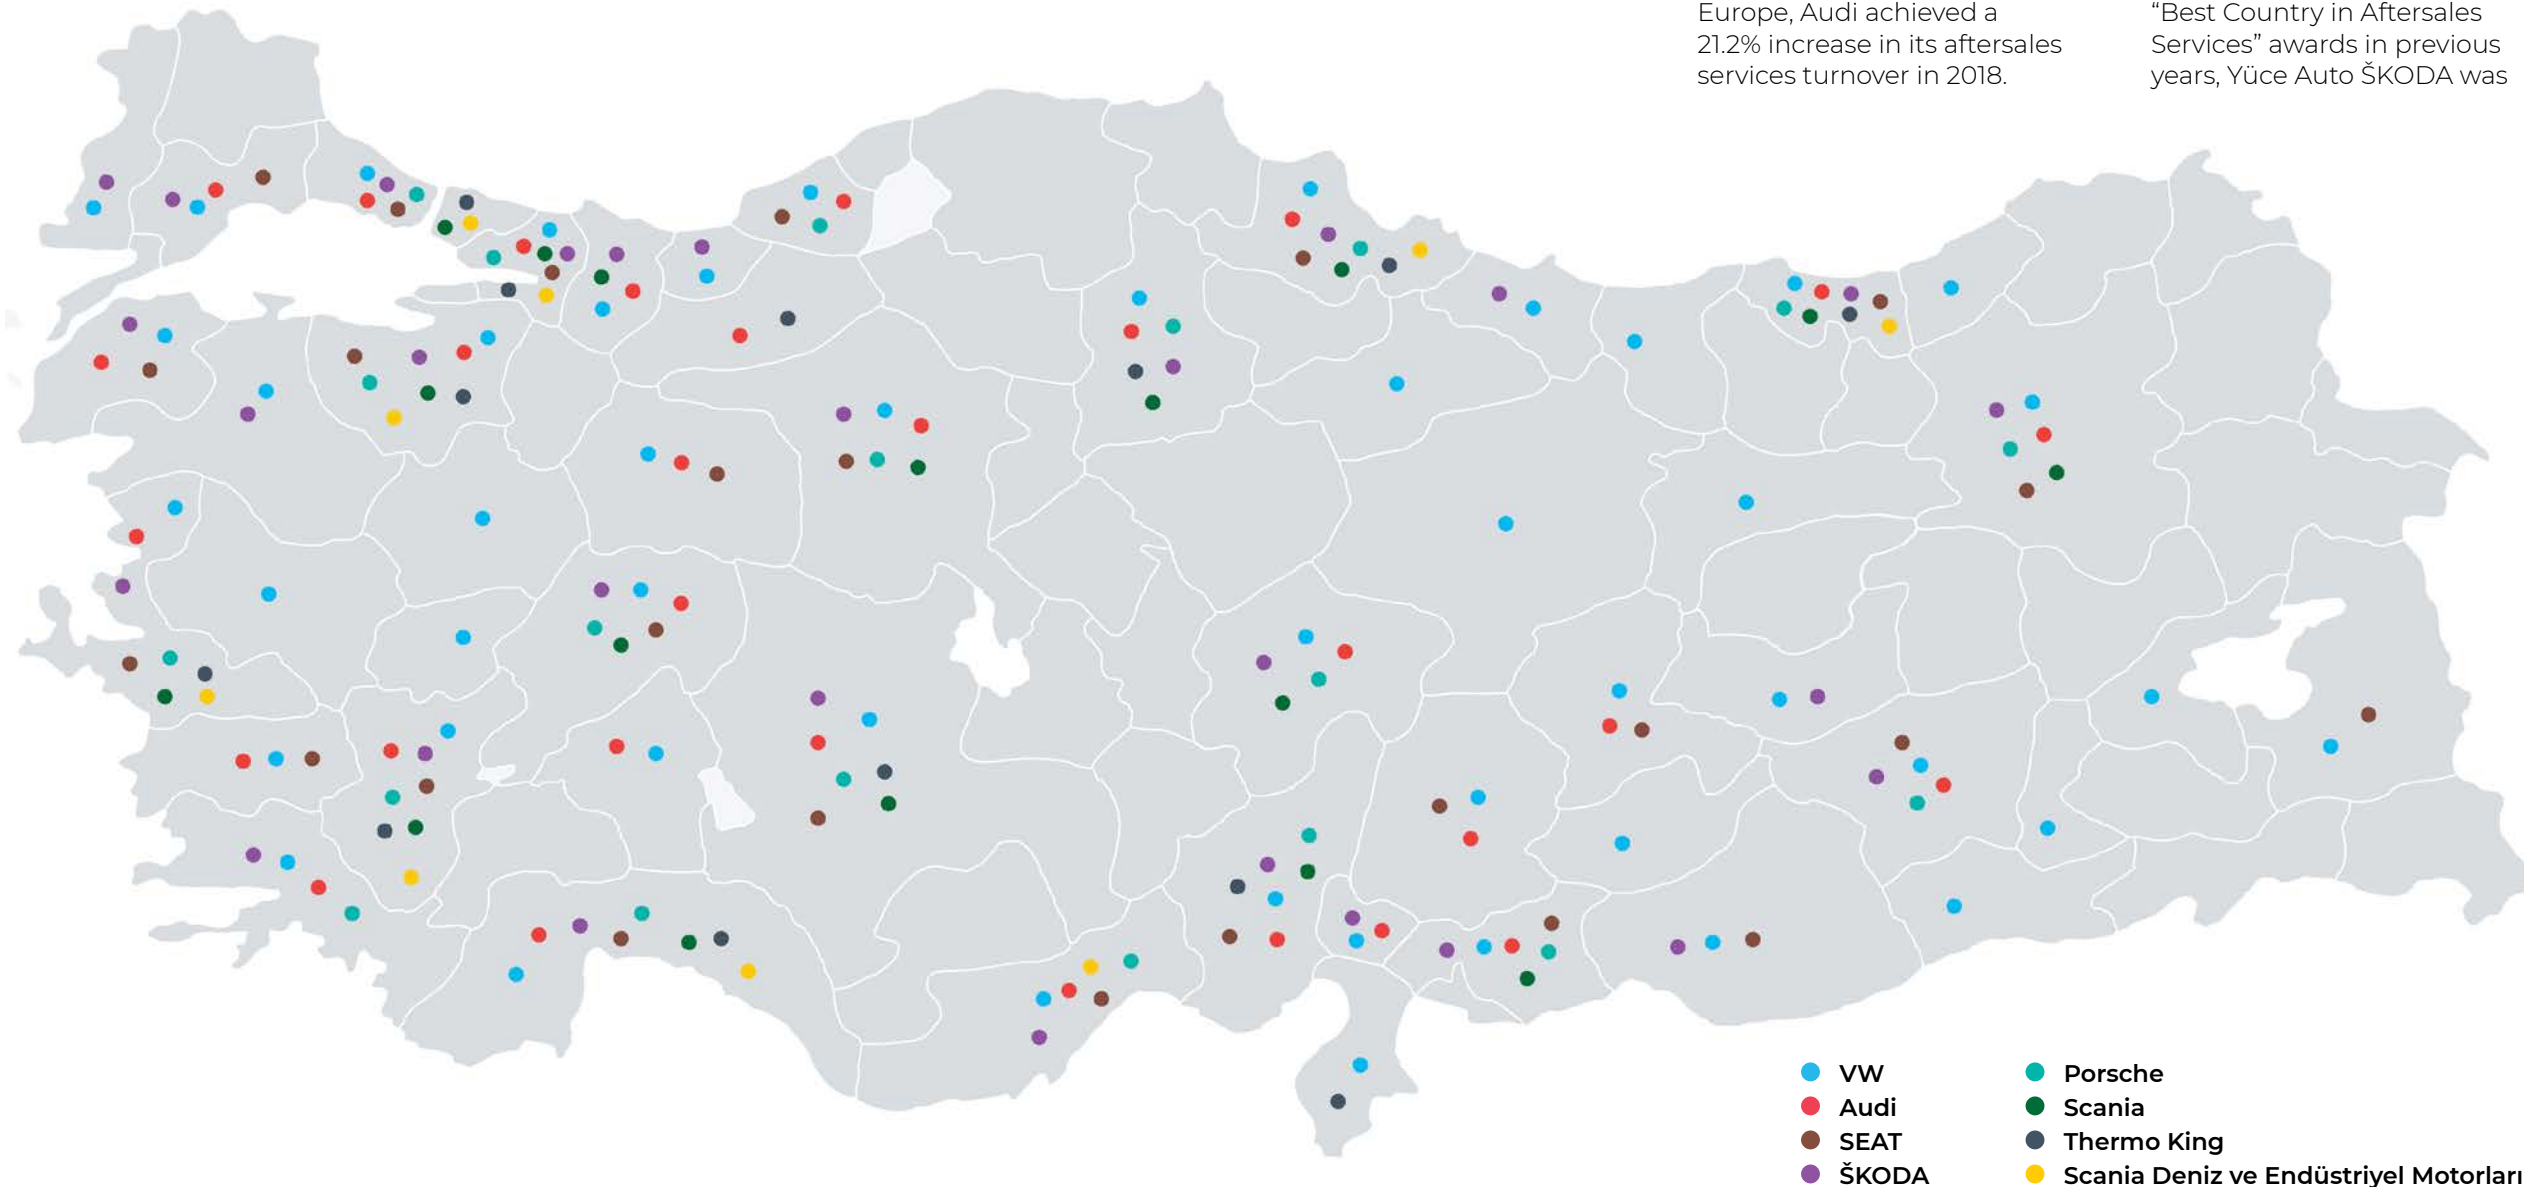 Europe, Audi achieved a
21.2% increase in its aftersales
services turnover in 2018.
“Best Country in Aftersales
Services” awards in previous
years, Yüce Auto ŠKODA was
VW
Audi
SEAT
ŠKODA
Porsche
Scania
Thermo King
Scania Deniz ve Endüstriyel Motorları